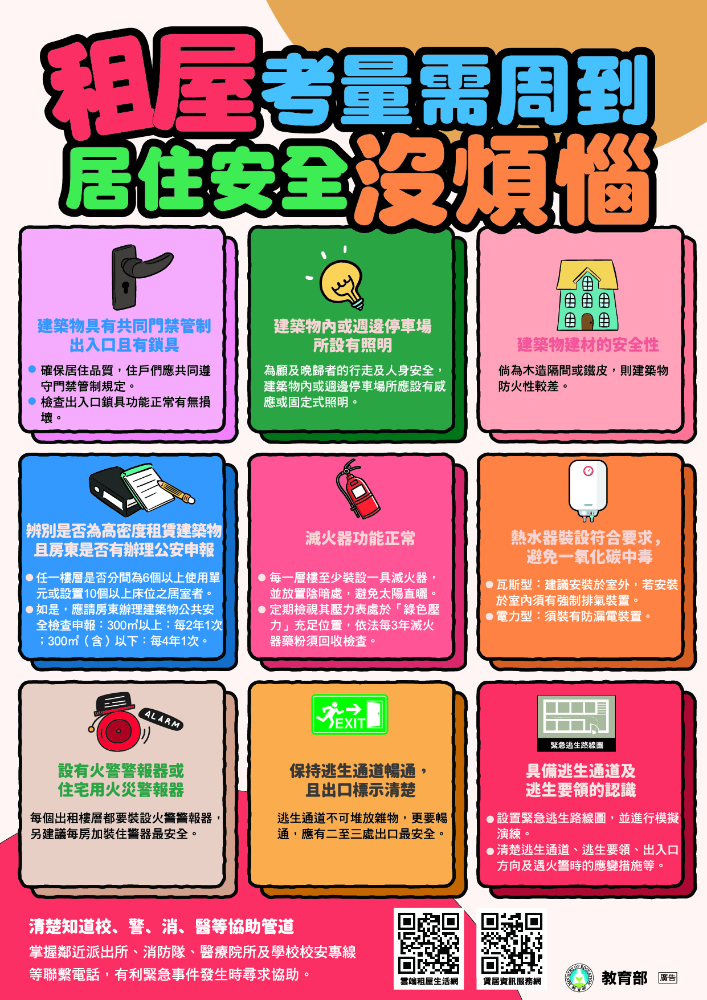 租屋考量需周到
居住安全沒煩惱
建築物具有共同門禁管制
出入口且有鎖具
● 確保居住品質，住戶們應共同遵
守門禁管制規定。
● 檢查出入口鎖具功能正常有無損
壞。
建築物內或週邊停車場
所設有照明
為顧及晚歸者的行走及人身安全，
建築物內或週邊停車場所應設有感
應或固定式照明。
建築物建材的安全性
倘為木造隔間或鐵皮，則建築物
防火性較差。
辨別是否為高密度租賃建築物
且房東是否有辦理公安申報
● 任一樓層是否分間為6個以上使用單
元或設置10個以上床位之居室者。
● 如是，應請房東辦理建築物公共安
全檢查申報：300㎡以上：每2年1次
；300㎡（含）以下：每4年1次。
滅火器功能正常
● 每一層樓至少裝設一具滅火器，
並放置陰暗處，避免太陽直曬。
● 定期檢視其壓力表處於「綠色壓
力」充足位置，依法每3年滅火
器藥粉須回收檢查。
熱水器裝設符合要求，
避免一氧化碳中毒
● 瓦斯型：建議安裝於室外，若安裝
於室內須有強制排氣裝置。
● 電力型：須裝有防漏電裝置。
ALARM
設有火警警報器或
住宅用火災警報器
每個出租樓層都要裝設火警警報器，
另建議每房加裝住警器最安全。
EXIT
保持逃生通道暢通，
且出口標示清楚
逃生通道不可堆放雜物，更要暢
通，應有二至三處出口最安全。
緊急逃生路線圖
具備逃生通道及
逃生要領的認識
● 設置緊急逃生路線圖，並進行模擬
演練。
● 清楚逃生通道、逃生要領、出入口
方向及遇火警時的應變措施等。
清楚知道校、警、消、醫等協助管道
掌握鄰近派出所、消防隊、醫療院所及學校校安專線
等聯繫電話，有利緊急事件發生時尋求協助。
雲端租屋生活網
賃居資訊服務網
MINISTRY OF EDUCATION
教育部
教育部
廣告